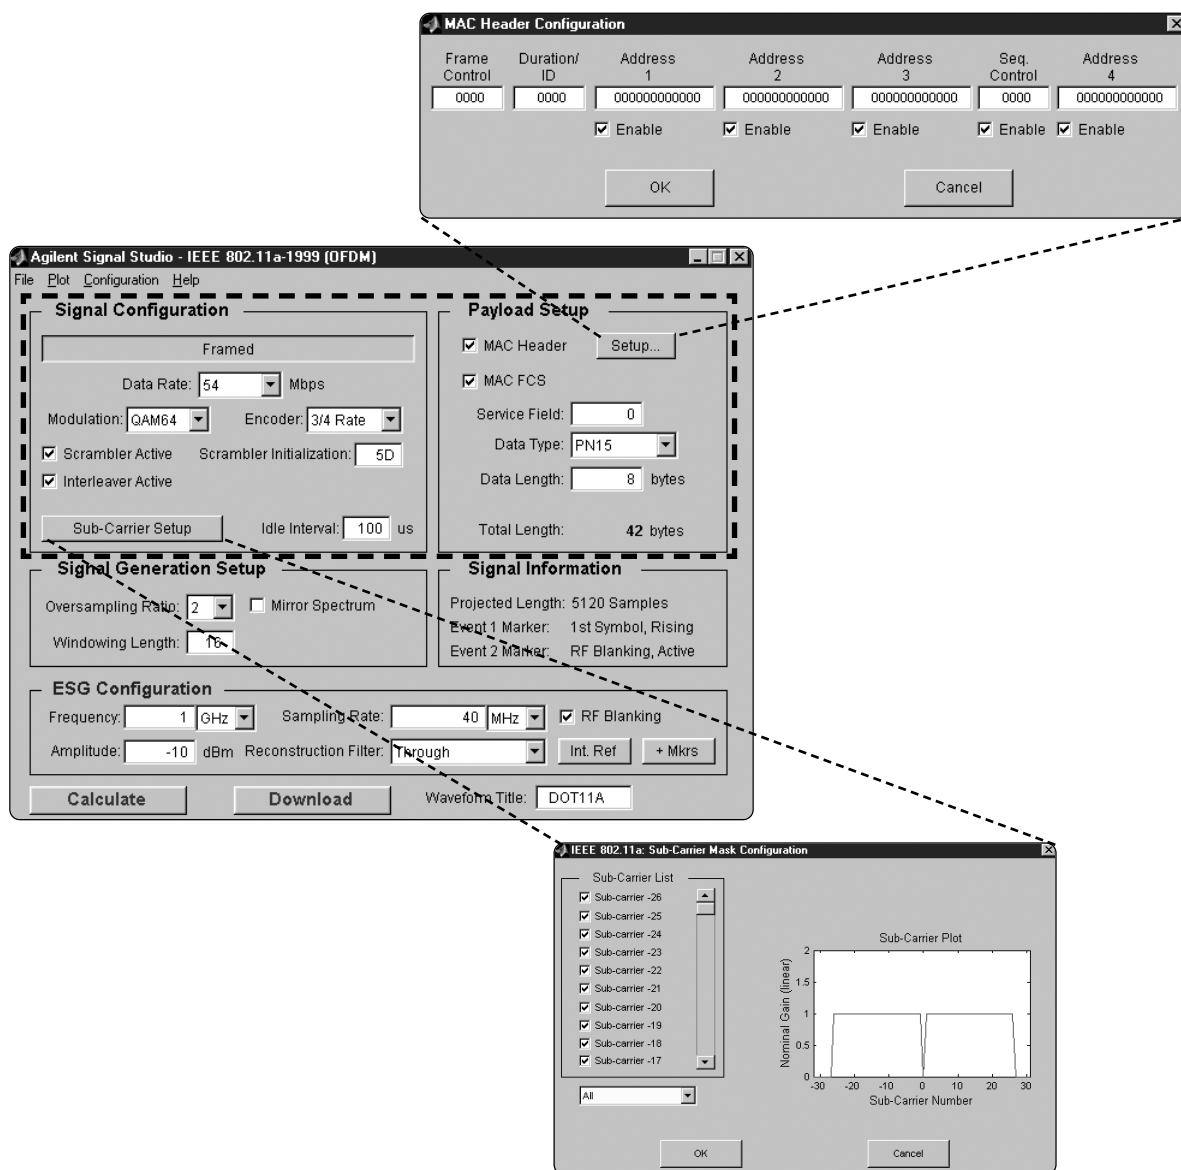 MAC Header Configuration
Frame Control
Duration/ ID
Address 1
Address 2
Address 3
Seq. Control
Address 4
0000 0000 000000000000 000000000000 000000000000 0000 000000000000
Enable Enable Enable Enable Enable
OK Cancel
Agilent Signal Studio - IEEE 802.11a-1999 (OFDM)
File Plot Configuration Help
Signal Configuration
Framed
Data Rate: 54 Mbps
Modulation: QAM64 Encoder: 3/4 Rate
Scrambler Active Scrambler Initialization: 5D
Interleaver Active
Sub-Carrier Setup Idle Interval: 100 us
Payload Setup
MAC Header Setup...
MAC FCS
Service Field: 0
Data Type: PN15
Data Length: 8 bytes
Total Length: 42 bytes
Signal Generation Setup
Oversampling Ratio: 2 Mirror Spectrum
Windowing Length: 16
Signal Information
Projected Length: 5120 Samples
Event 1 Marker: 1st Symbol, Rising
Event 2 Marker: RF Blanking, Active
ESG Configuration
Frequency: 1 GHz Sampling Rate: 40 MHz RF Blanking
Amplitude: -10 dBm Reconstruction Filter: Through Int. Ref + Mkrs
Calculate Download Waveform Title: DOT11A
IEEE 802.11a: Sub-Carrier Mask Configuration
Sub-Carrier List
Sub-carrier -26
Sub-carrier -25
Sub-carrier -24
Sub-carrier -23
Sub-carrier -22
Sub-carrier -21
Sub-carrier -20
Sub-carrier -19
Sub-carrier -18
Sub-carrier -17
All
Sub-Carrier Plot
Nominal Gain (linear)
2
1.5
1
0.5
0
-30 -20 -10 0 10 20 30
Sub-Carrier Number
OK Cancel